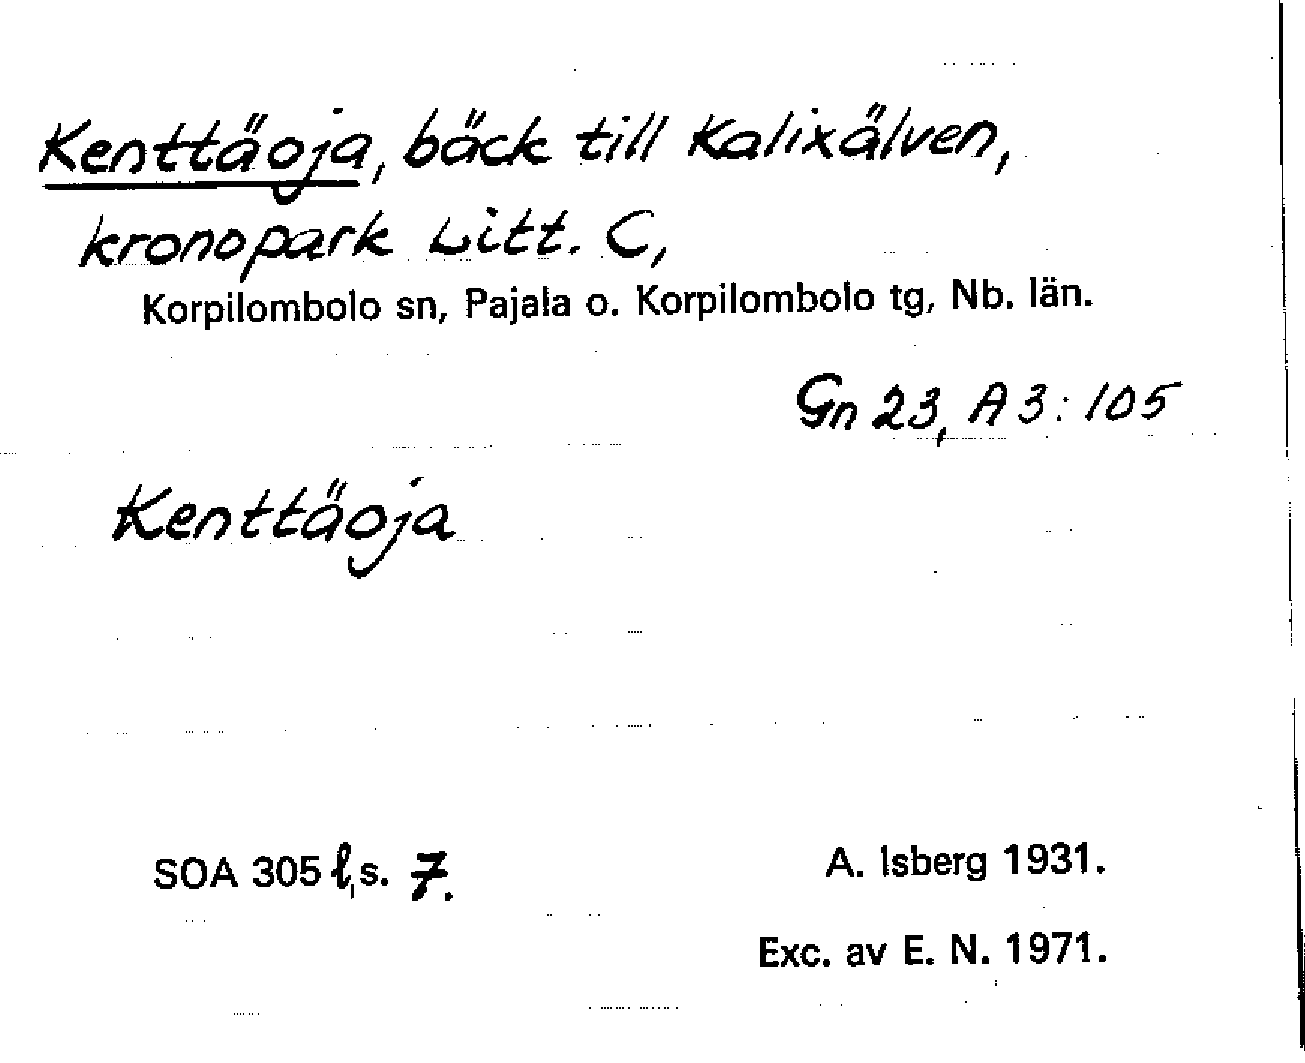 Kenttäoja, bäck till Kalixälven,
kronopark Litt. C,
Korpilombolo sn, Pajala o. Korpilombolo tg, Nb. län.
Gn 23, A 3:105
Kenttäoja
SOA 305 l, s. 7.
A. Isberg 1931.
Exc. av E. N. 1971.